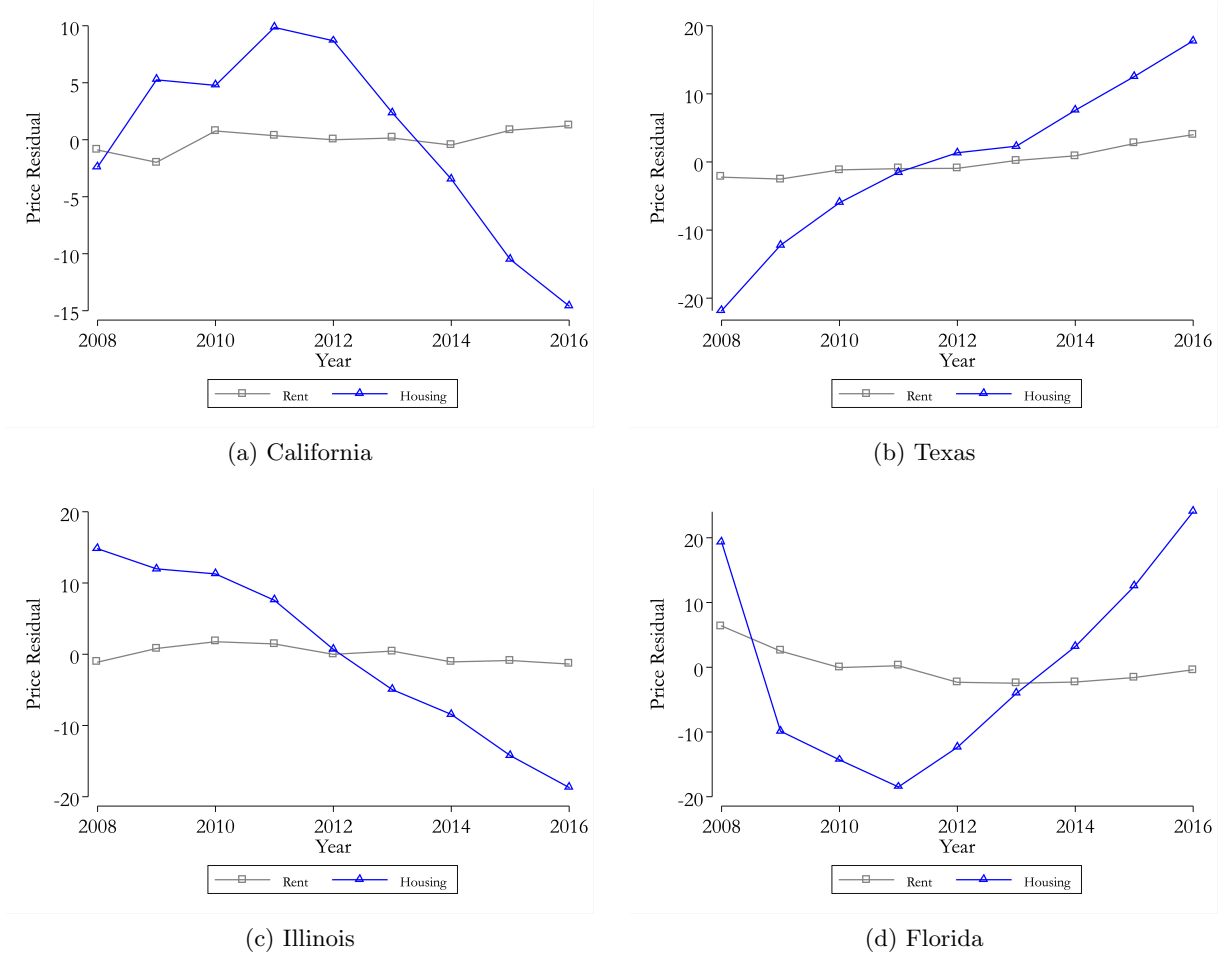 10
5
0
-5
-10
-15
Price Residual
2008 2010 2012 2014 2016
Year
Rent Housing
(a) California
20
10
0
-10
-20
Price Residual
2008 2010 2012 2014 2016
Year
Rent Housing
(b) Texas
20
10
0
-10
-20
Price Residual
2008 2010 2012 2014 2016
Year
Rent Housing
(c) Illinois
20
10
0
-10
-20
Price Residual
2008 2010 2012 2014 2016
Year
Rent Housing
(d) Florida